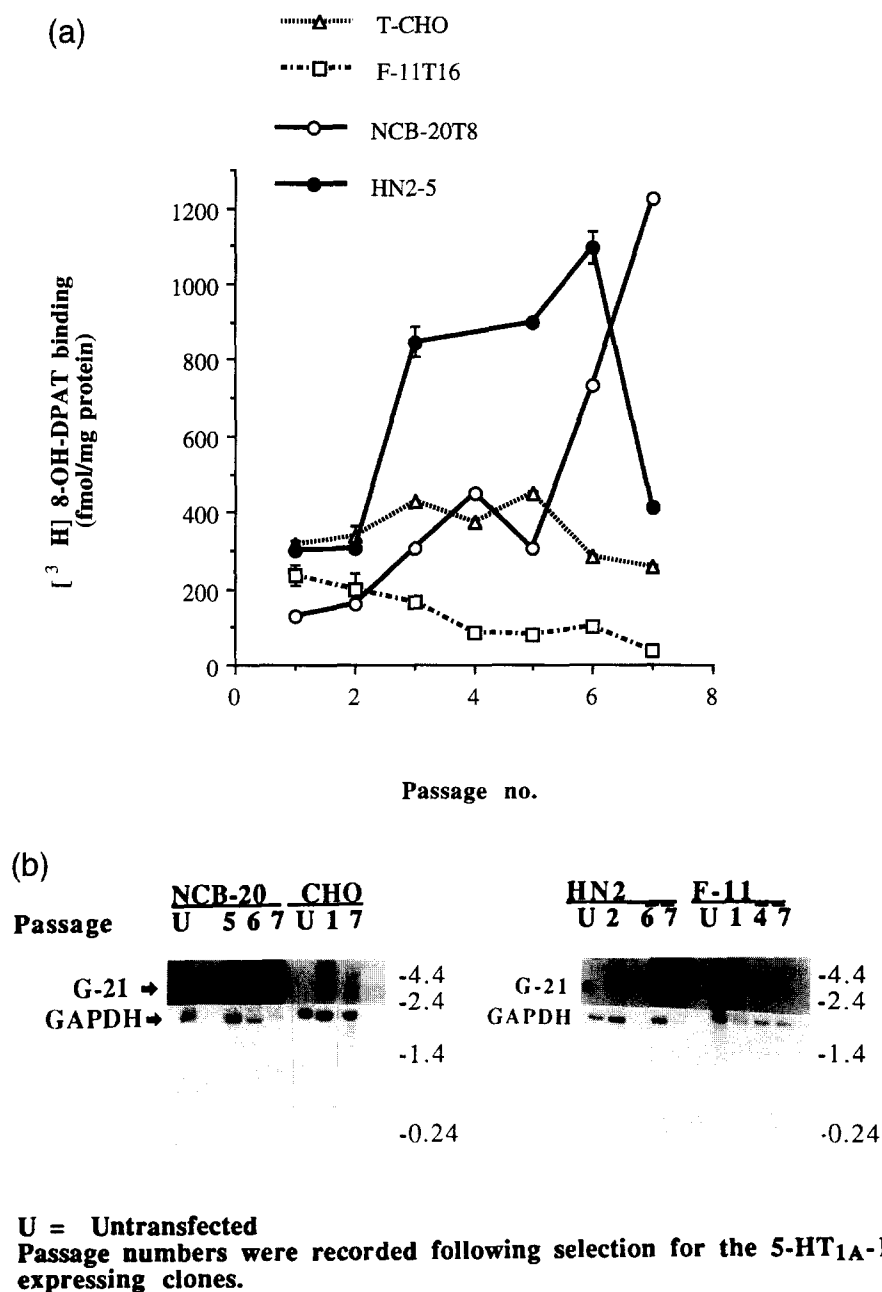 (a)
T-CHO
F-11T16
NCB-20T8
HN2-5
[ 3 H] 8-OH-DPAT binding
(fmol/mg protein)
1200
1000
800
600
400
200
0
0 2 4 6 8
Passage no.
(b)
NCB-20 CHO
Passage U 5 6 7 U 1 7
G-21
GAPDH
-4.4
-2.4
-1.4
-0.24
HN2 F-11
U 2 6 7 U 1 4 7
G-21
GAPDH
-4.4
-2.4
-1.4
-0.24
U = Untransfected
Passage numbers were recorded following selection for the 5-HT1A-
expressing clones.